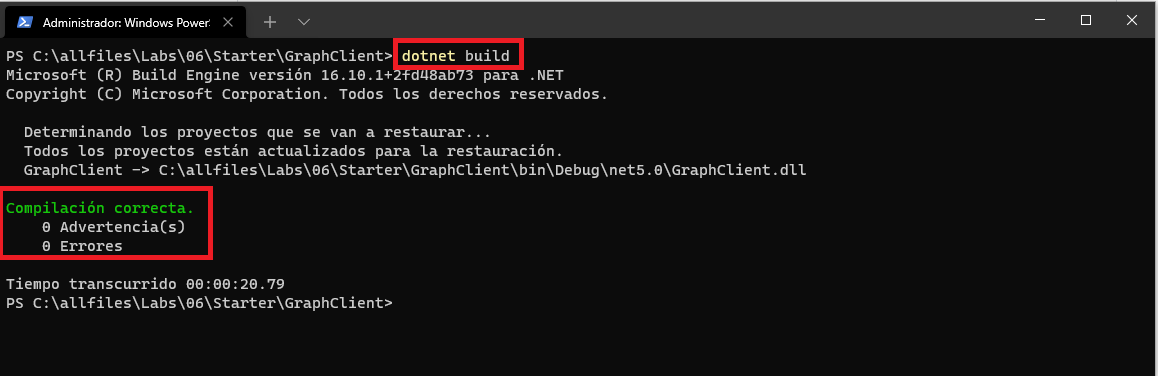 Administrador: Windows Power
PS C:\allfiles\Labs\06\Starter\GraphClient> dotnet build
Microsoft (R) Build Engine versión 16.10.1+2fd48ab73 para .NET
Copyright (C) Microsoft Corporation. Todos los derechos reservados.
Determinando los proyectos que se van a restaurar...
Todos los proyectos están actualizados para la restauración.
GraphClient -> C:\allfiles\Labs\06\Starter\GraphClient\bin\Debug\net5.0\GraphClient.dll
Compilación correcta.
0 Advertencia(s)
0 Errores
Tiempo transcurrido 00:00:20.79
PS C:\allfiles\Labs\06\Starter\GraphClient>